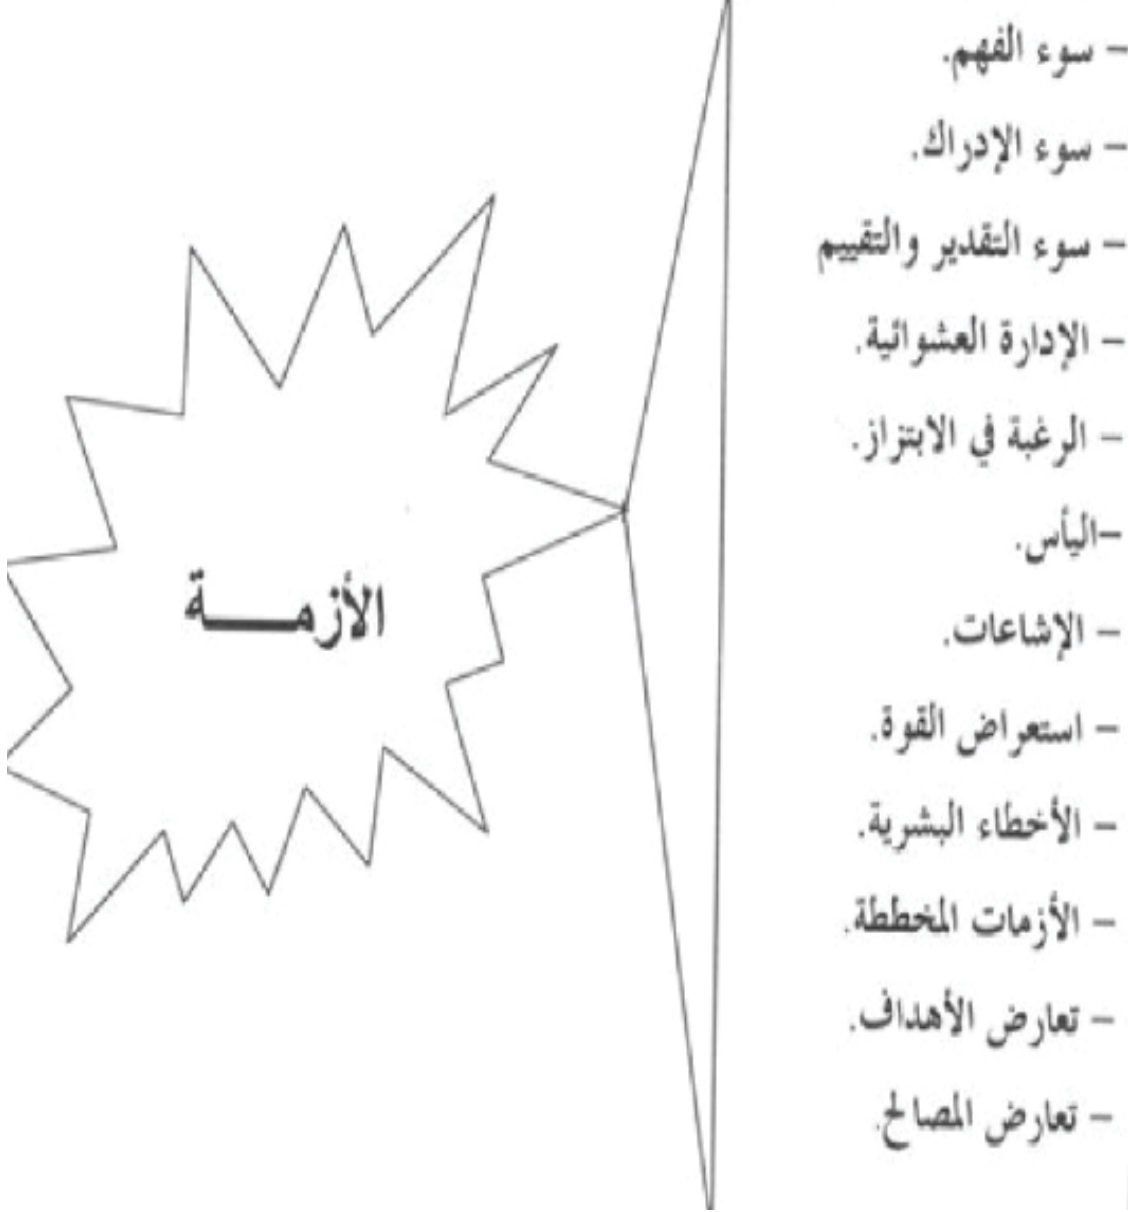 - سوء الفهم.
- سوء الإدراك.
- سوء التقدير والتقييم
- الإدارة العشوائية.
- الرغبة في الابتزاز.
-اليأس.
- الإشاعات.
- استعراض القوة.
- الأخطاء البشرية.
- الأزمات المخططة.
- تعارض الأهداف.
- تعارض المصالح.
الأزمـــة